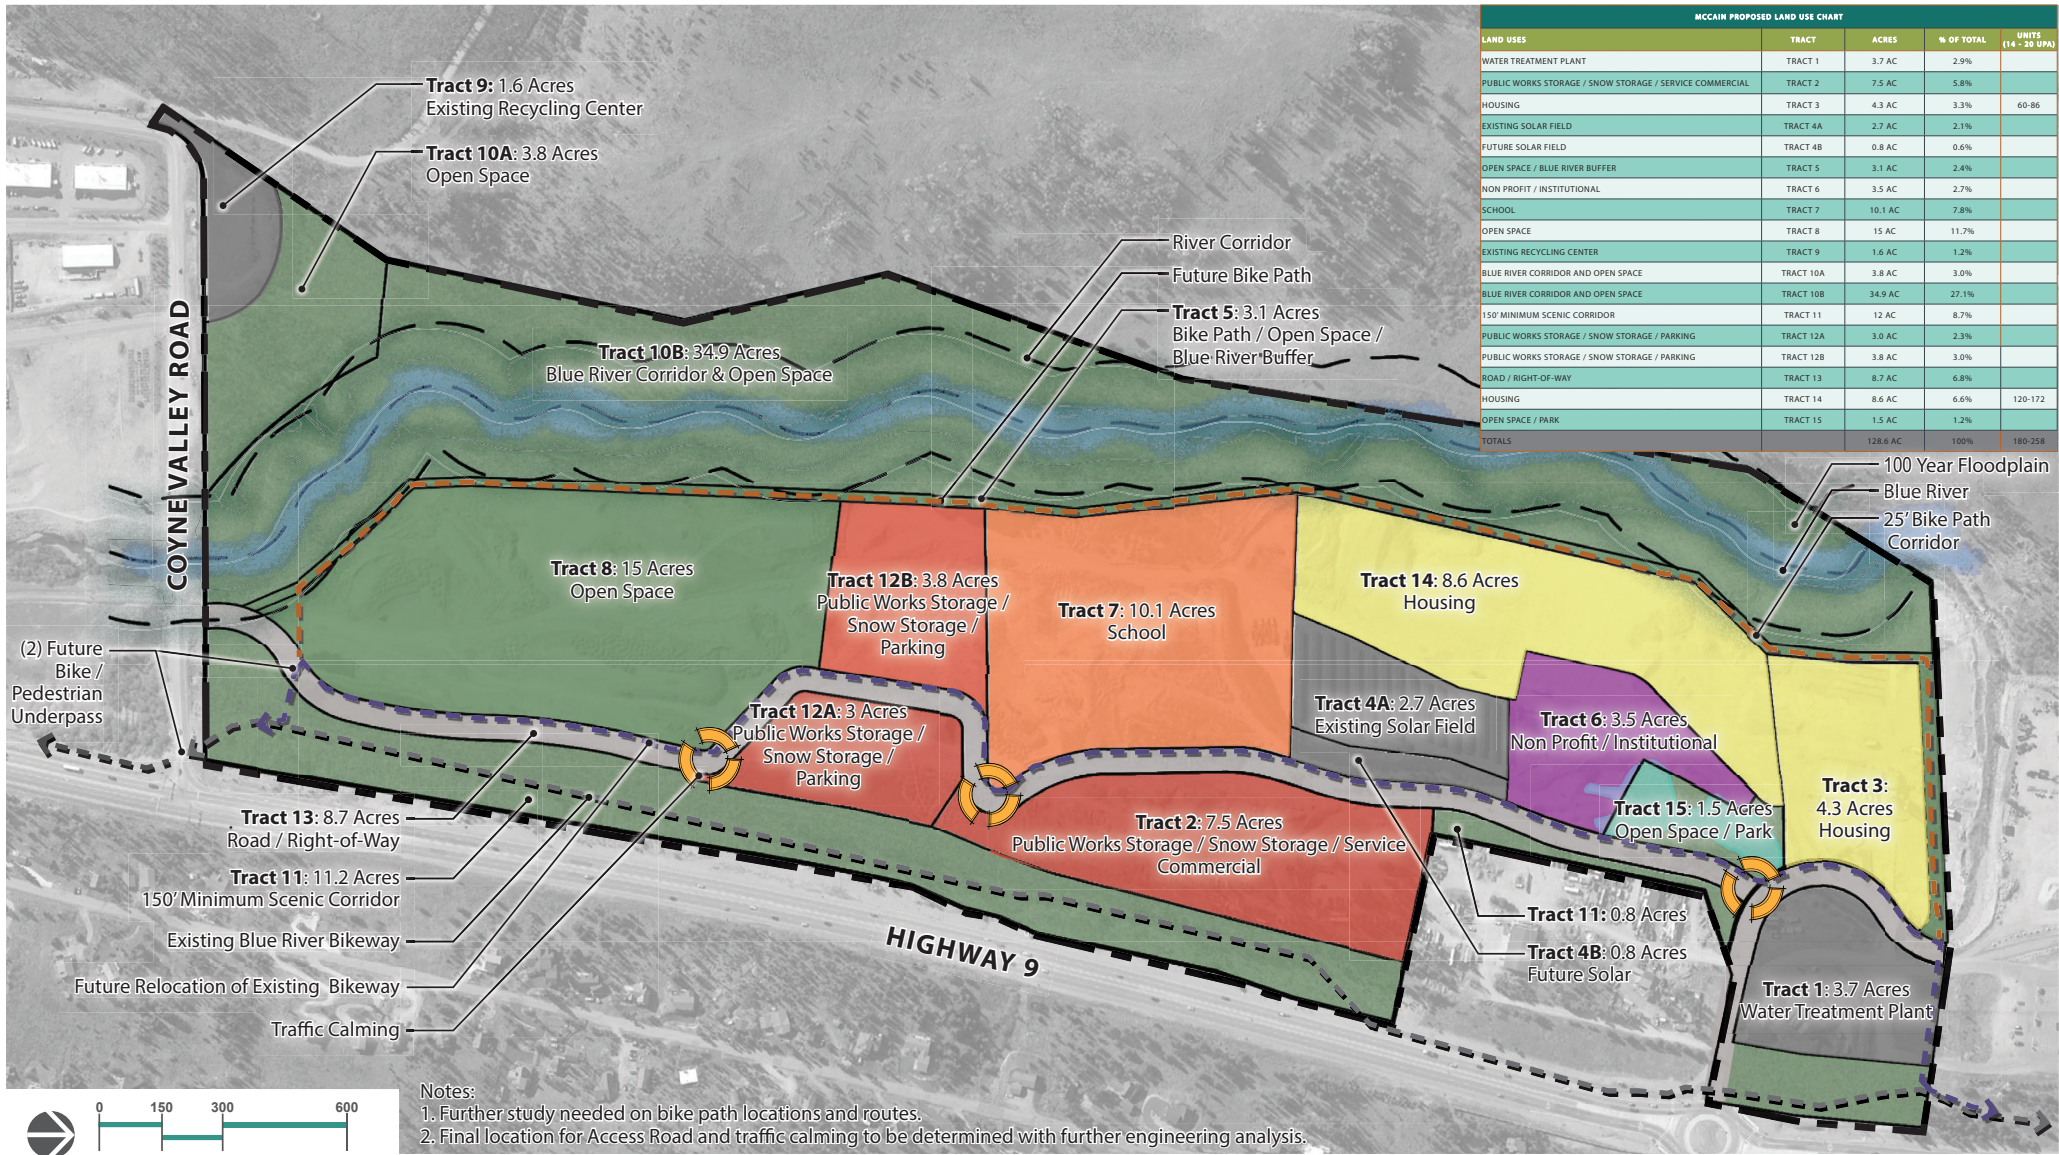 MCCAIN PROPOSED LAND USE CHART
LAND USES TRACT ACRES % OF TOTAL UNITS (14 - 20 UPA)
WATER TREATMENT PLANT TRACT 1 3.7 AC 2.9%
PUBLIC WORKS STORAGE / SNOW STORAGE / SERVICE COMMERCIAL TRACT 2 7.5 AC 5.8%
HOUSING TRACT 3 4.3 AC 3.3% 60-86
EXISTING SOLAR FIELD TRACT 4A 2.7 AC 2.1%
FUTURE SOLAR FIELD TRACT 4B 0.8 AC 0.6%
OPEN SPACE / BLUE RIVER BUFFER TRACT 5 3.1 AC 2.4%
NON PROFIT / INSTITUTIONAL TRACT 6 3.5 AC 2.7%
SCHOOL TRACT 7 10.1 AC 7.8%
OPEN SPACE TRACT 8 15 AC 11.7%
EXISTING RECYCLING CENTER TRACT 9 1.6 AC 1.2%
BLUE RIVER CORRIDOR AND OPEN SPACE TRACT 10A 3.8 AC 3.0%
BLUE RIVER CORRIDOR AND OPEN SPACE TRACT 10B 34.9 AC 27.1%
150' MINIMUM SCENIC CORRIDOR TRACT 11 12 AC 8.7%
PUBLIC WORKS STORAGE / SNOW STORAGE / PARKING TRACT 12A 3.0 AC 2.3%
PUBLIC WORKS STORAGE / SNOW STORAGE / PARKING TRACT 12B 3.8 AC 3.0%
ROAD / RIGHT-OF-WAY TRACT 13 8.7 AC 6.8%
HOUSING TRACT 14 8.6 AC 6.6% 120-172
OPEN SPACE / PARK TRACT 15 1.5 AC 1.2%
TOTALS 128.6 AC 100% 180-258
Tract 9: 1.6 Acres
Existing Recycling Center
Tract 10A: 3.8 Acres
Open Space
River Corridor
Future Bike Path
Tract 5: 3.1 Acres
Bike Path / Open Space /
Blue River Buffer
Tract 10B: 34.9 Acres
Blue River Corridor & Open Space
COYNE VALLEY ROAD
100 Year Floodplain
Blue River
25' Bike Path
Corridor
Tract 8: 15 Acres
Open Space
Tract 12B: 3.8 Acres
Public Works Storage /
Snow Storage /
Parking
Tract 7: 10.1 Acres
School
Tract 14: 8.6 Acres
Housing
(2) Future
Bike /
Pedestrian
Underpass
Tract 12A: 3 Acres
Public Works Storage /
Snow Storage /
Parking
Tract 4A: 2.7 Acres
Existing Solar Field
Tract 6: 3.5 Acres
Non Profit / Institutional
Tract 15: 1.5 Acres
Open Space / Park
Tract 3:
4.3 Acres
Housing
Tract 2: 7.5 Acres
Public Works Storage / Snow Storage / Service
Commercial
Tract 13: 8.7 Acres
Road / Right-of-Way
Tract 11: 11.2 Acres
150' Minimum Scenic Corridor
Existing Blue River Bikeway
Future Relocation of Existing Bikeway
Traffic Calming
HIGHWAY 9
Tract 11: 0.8 Acres
Tract 4B: 0.8 Acres
Future Solar
Tract 1: 3.7 Acres
Water Treatment Plant
0 150 300 600
Notes:
1. Further study needed on bike path locations and routes.
2. Final location for Access Road and traffic calming to be determined with further engineering analysis.